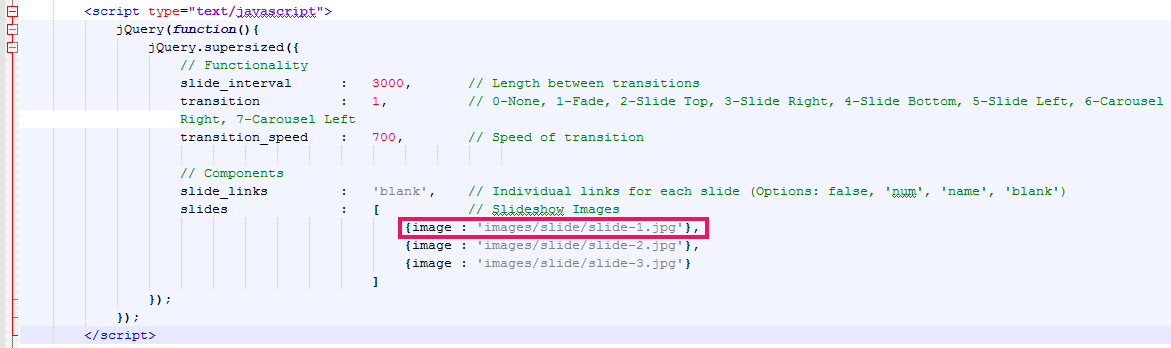 <script type="text/javascript">
jQuery(function(){
jQuery.supersized({
// Functionality
slide_interval : 3000, // Length between transitions
transition : 1, // 0-None, 1-Fade, 2-Slide Top, 3-Slide Right, 4-Slide Bottom, 5-Slide Left, 6-Carousel
Right, 7-Carousel Left
transition_speed : 700, // Speed of transition
// Components
slide_links : 'blank', // Individual links for each slide (Options: false, 'num', 'name', 'blank')
slides : [ // Slideshow Images
{image : 'images/slide/slide-1.jpg'},
{image : 'images/slide/slide-2.jpg'},
{image : 'images/slide/slide-3.jpg'}
]
});
});
</script>